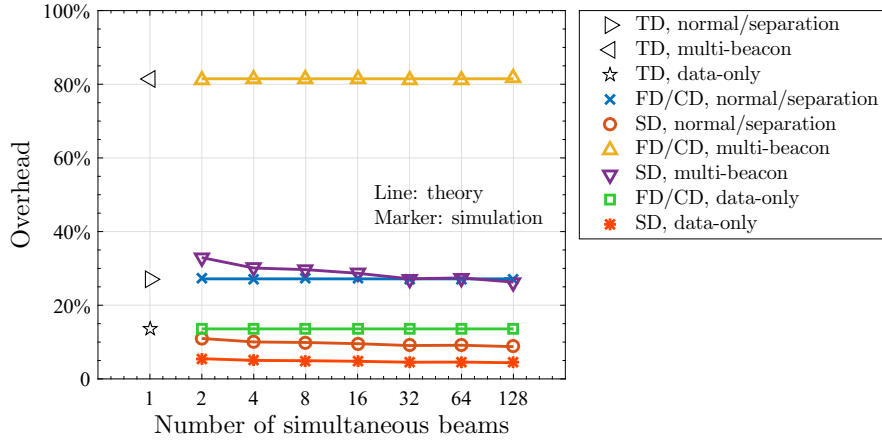 100%
80%
60%
40%
20%
0
Overhead
1 2 4 8 16 32 64 128
Number of simultaneous beams
Line: theory
Marker: simulation
TD, normal/separation
TD, multi-beacon
TD, data-only
FD/CD, normal/separation
SD, normal/separation
FD/CD, multi-beacon
SD, multi-beacon
FD/CD, data-only
SD, data-only